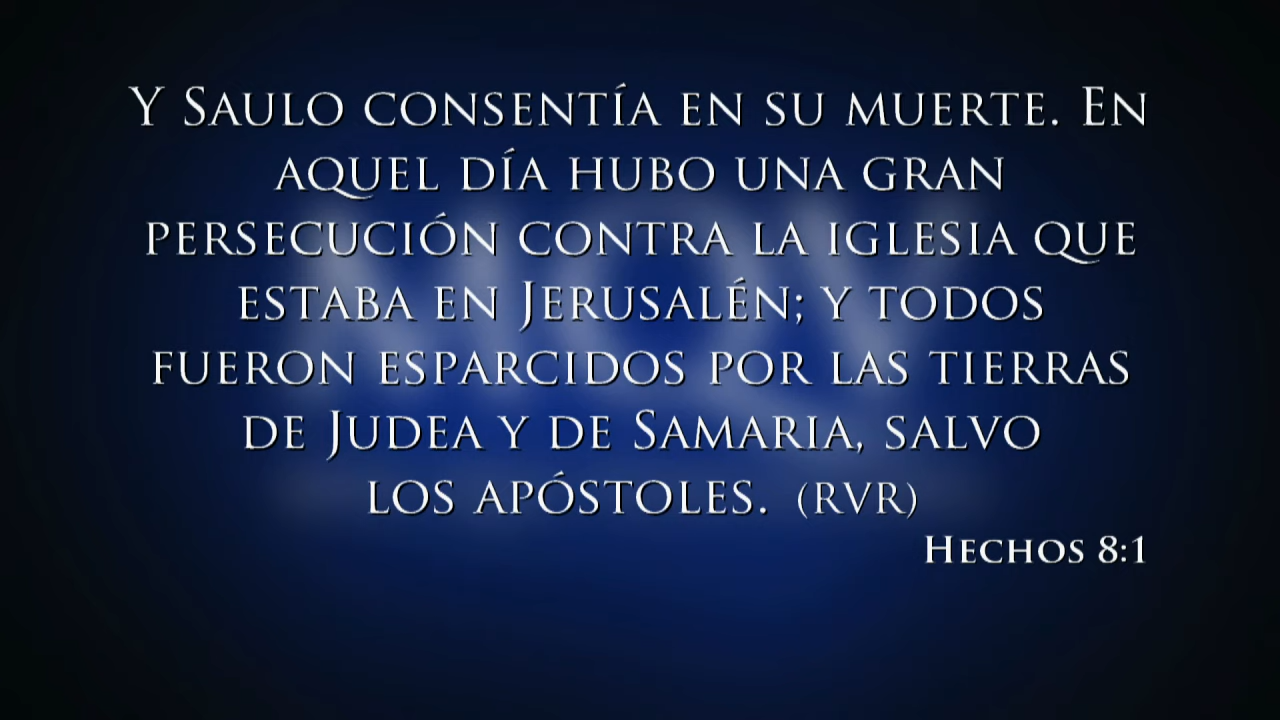 Y Saulo consentía en su muerte. En
aquel día hubo una gran
persecución contra la iglesia que
estaba en Jerusalén; y todos
fueron esparcidos por las tierras
de Judea y de Samaria, salvo
los apóstoles. (RVR)
Hechos 8:1